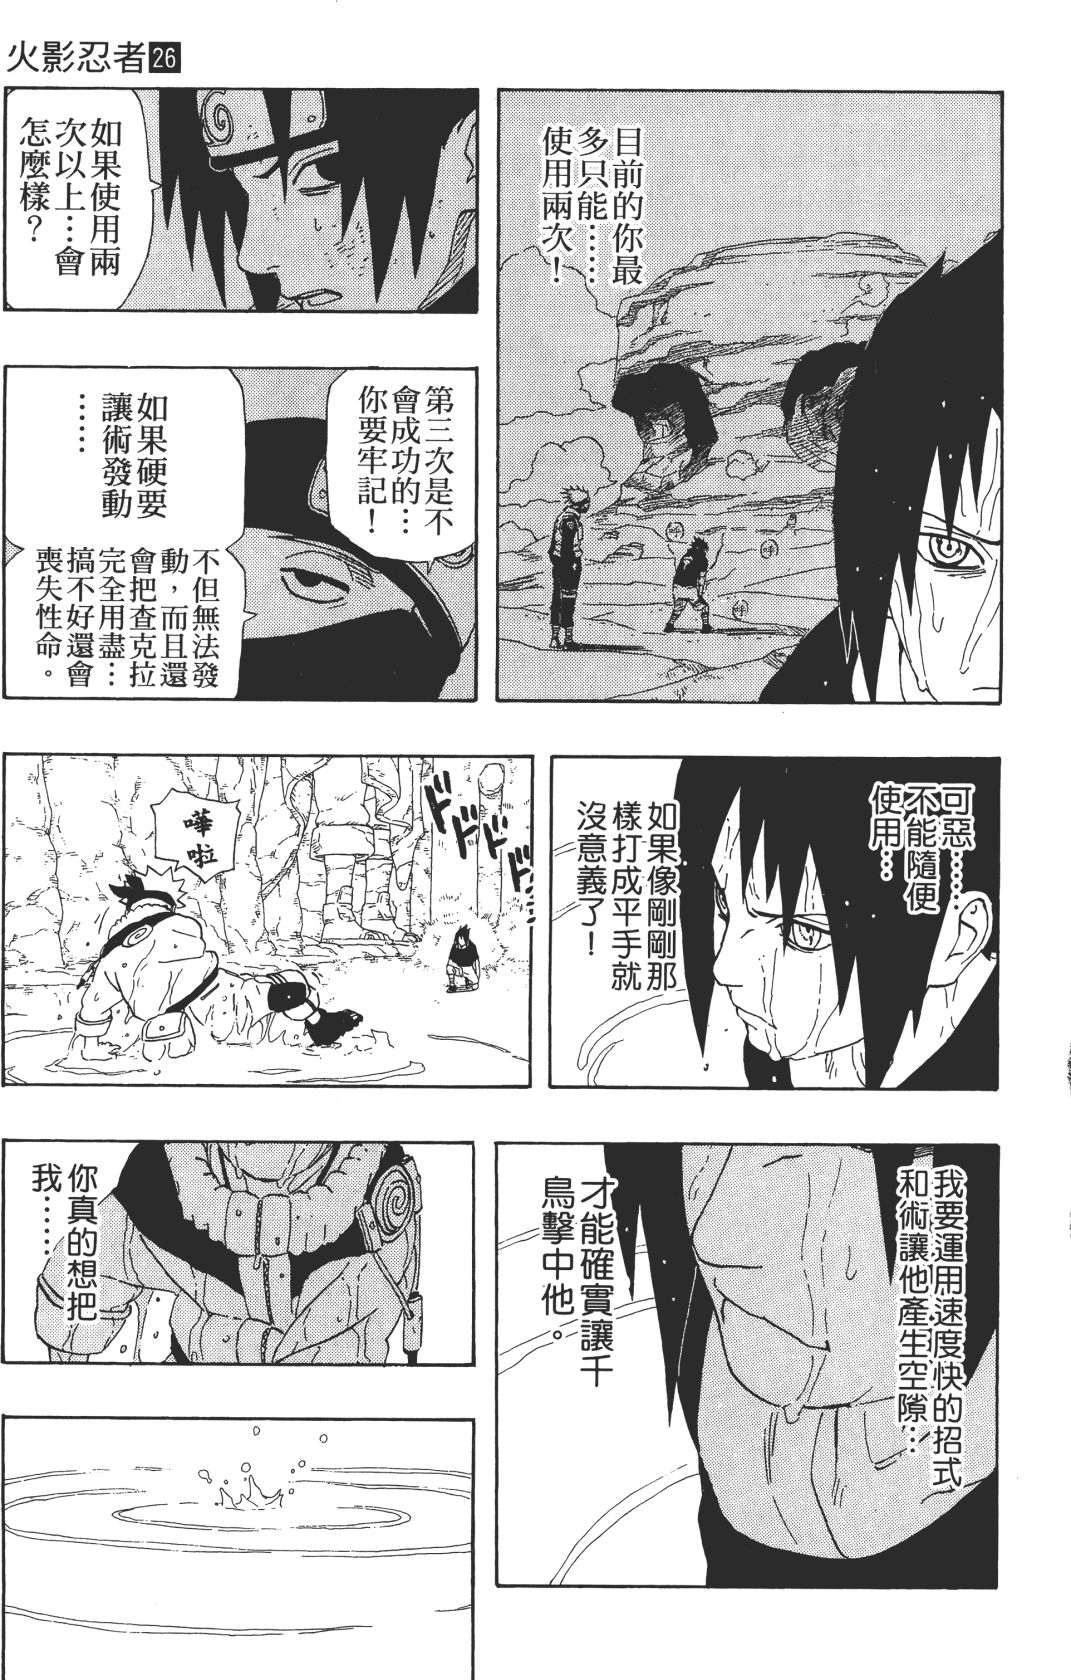 火影忍者26
目前的你最
多只能……
使用兩次！
如果使用兩
次以上…會
怎麼樣？
第三次是不
會成功的…
你要牢記！
如果硬要
讓術發動
……
不但無法發
動，而且還
會把查克拉
完全用盡…
搞不好還會
喪失性命。
可惡……
不能隨便
使用…
如果像剛剛那
樣打成平手就
沒意義了！
嘩
啦
ドドドド…
我要運用速度快的招式
和術讓他產生空隙…
才能確實讓千
鳥擊中他。
你真的想把
我……